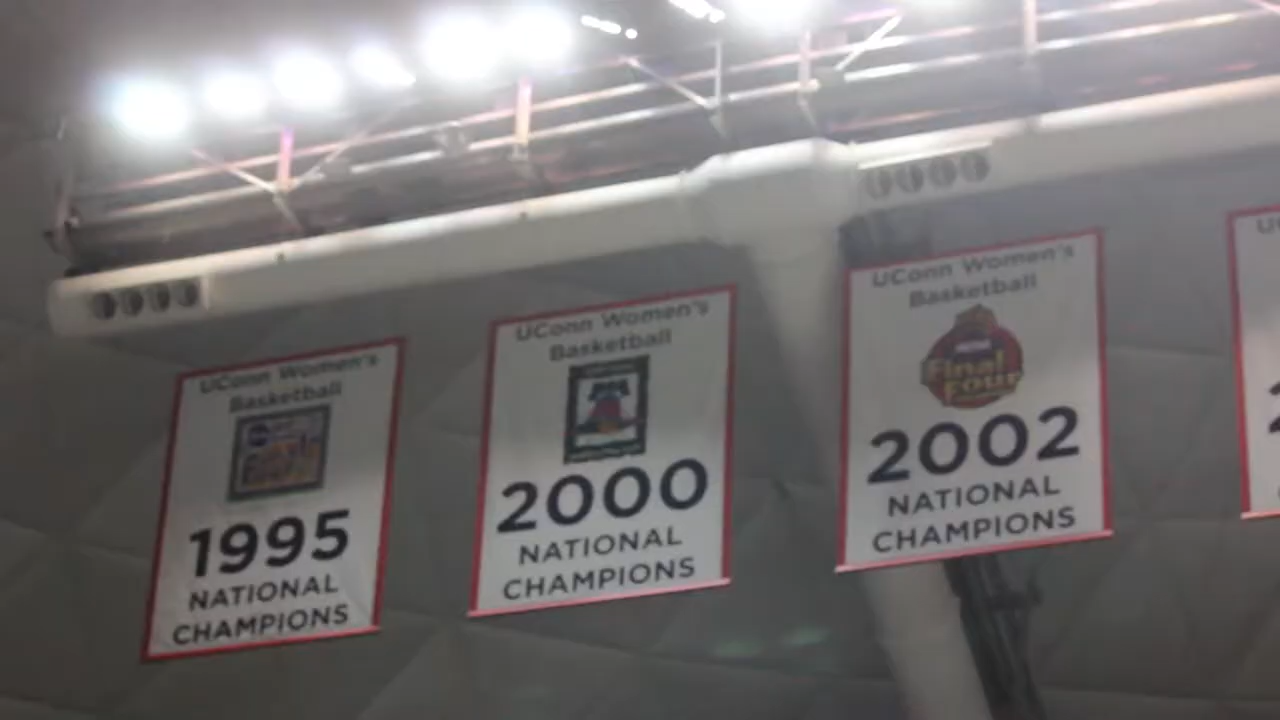 UConn Women's
Basketball
1995
NATIONAL
CHAMPIONS
UConn Women's
Basketball
2000
NATIONAL
CHAMPIONS
UConn Women's
Basketball
Final
Four
2002
NATIONAL
CHAMPIONS